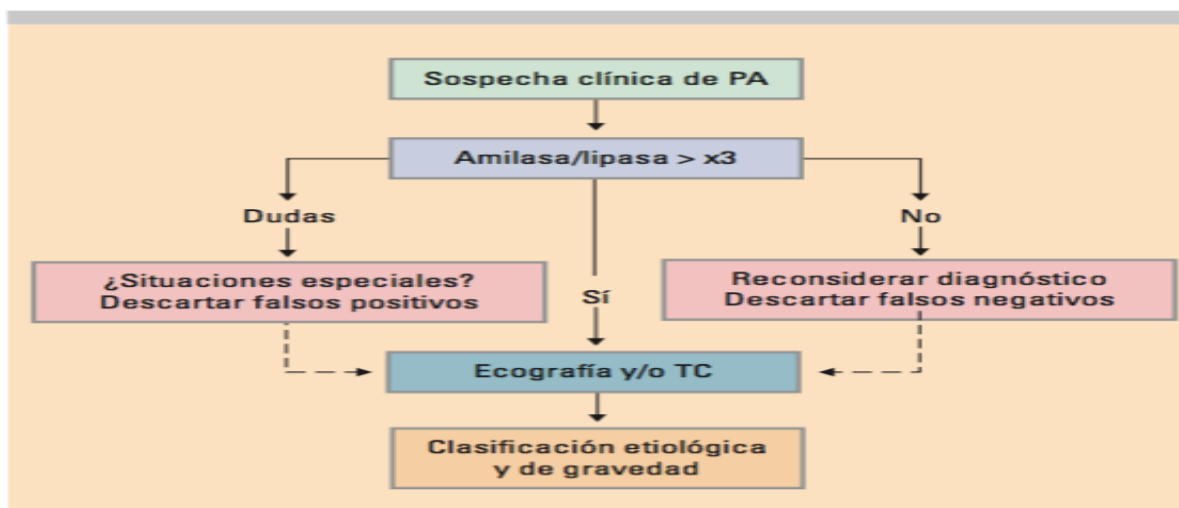 Sospecha clínica de PA
Amilasa/lipasa > x3
Dudas
No
¿Situaciones especiales?
Descartar falsos positivos
Sí
Reconsiderar diagnóstico
Descartar falsos negativos
Ecografía y/o TC
Clasificación etiológica
y de gravedad